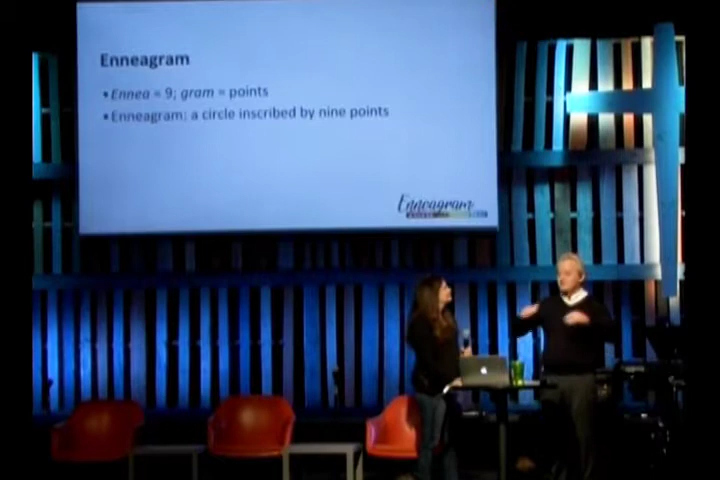 Enneagram
•Ennea = 9; gram = points
•Enneagram: a circle inscribed by nine points
Enneagram